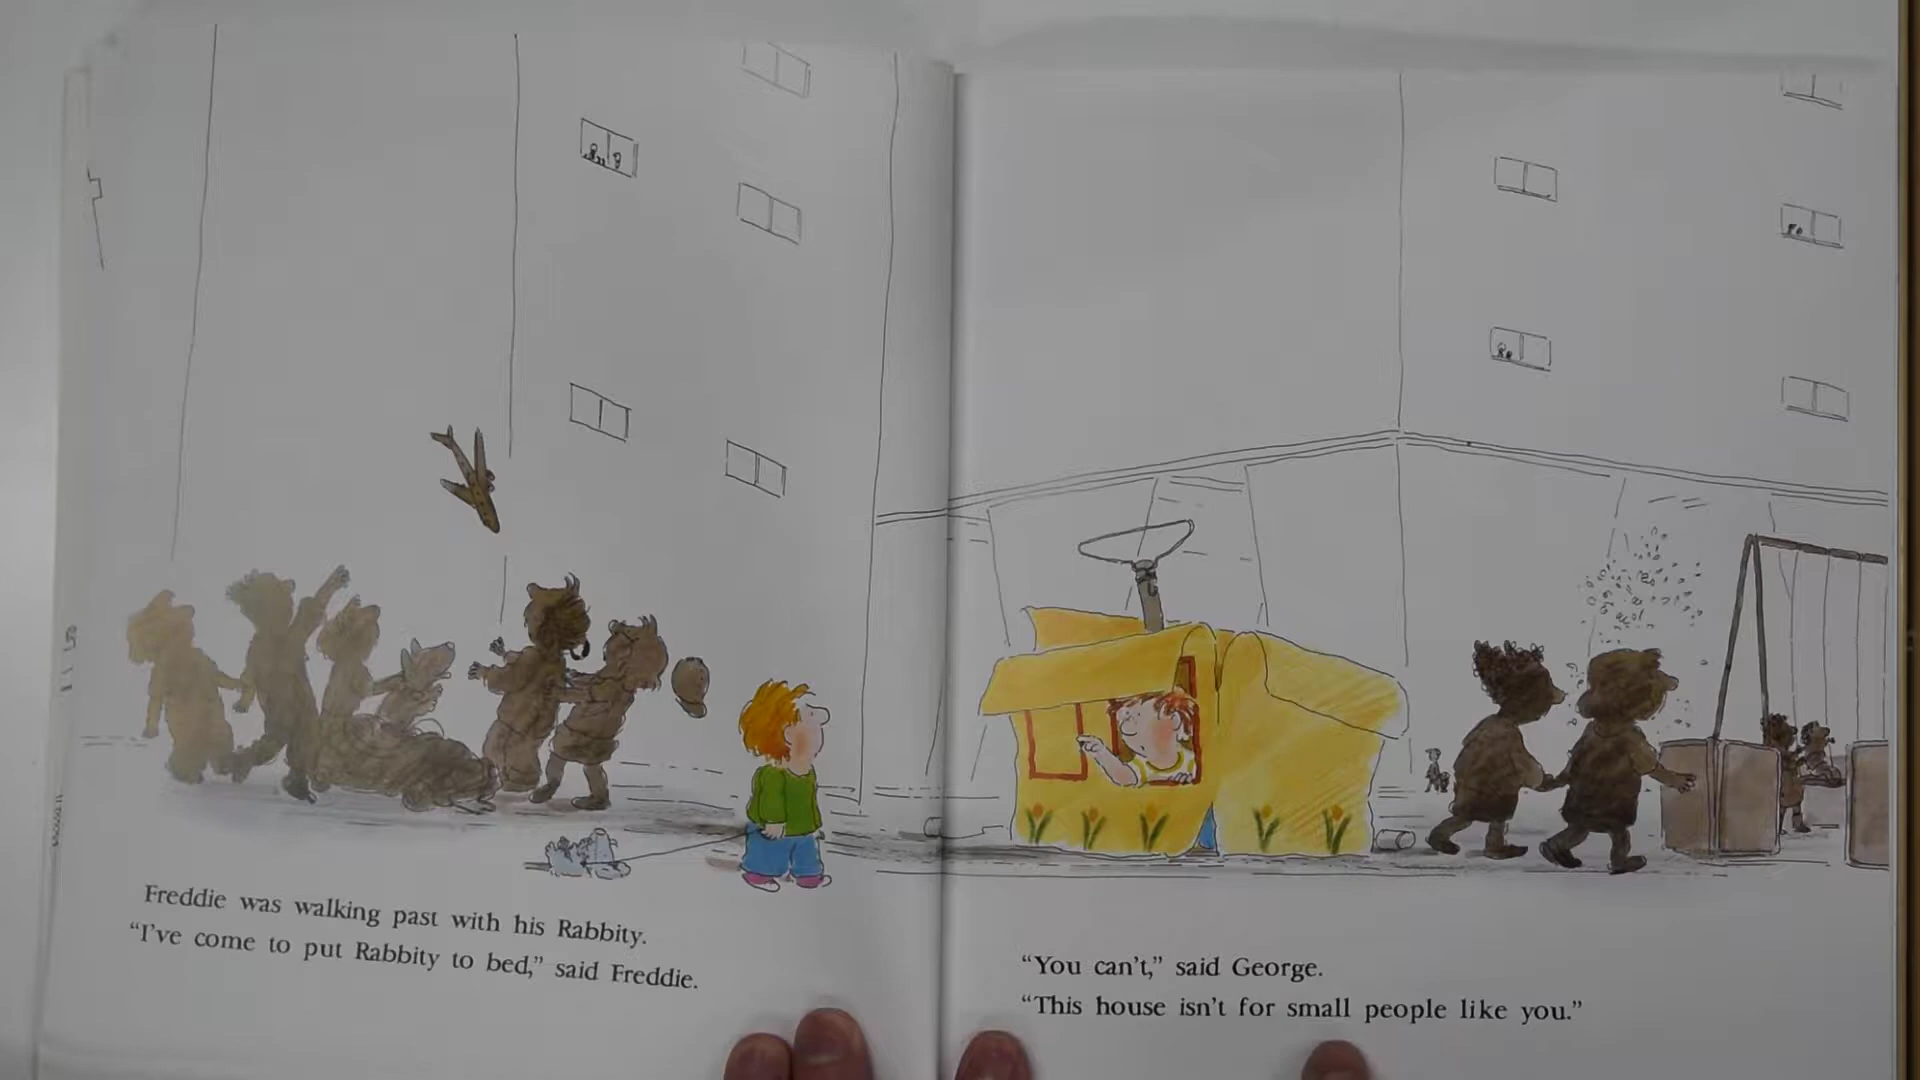 Freddie was walking past with his Rabbity.
“I’ve come to put Rabbity to bed,” said Freddie.
“You can’t,” said George.
“This house isn’t for small people like you.”